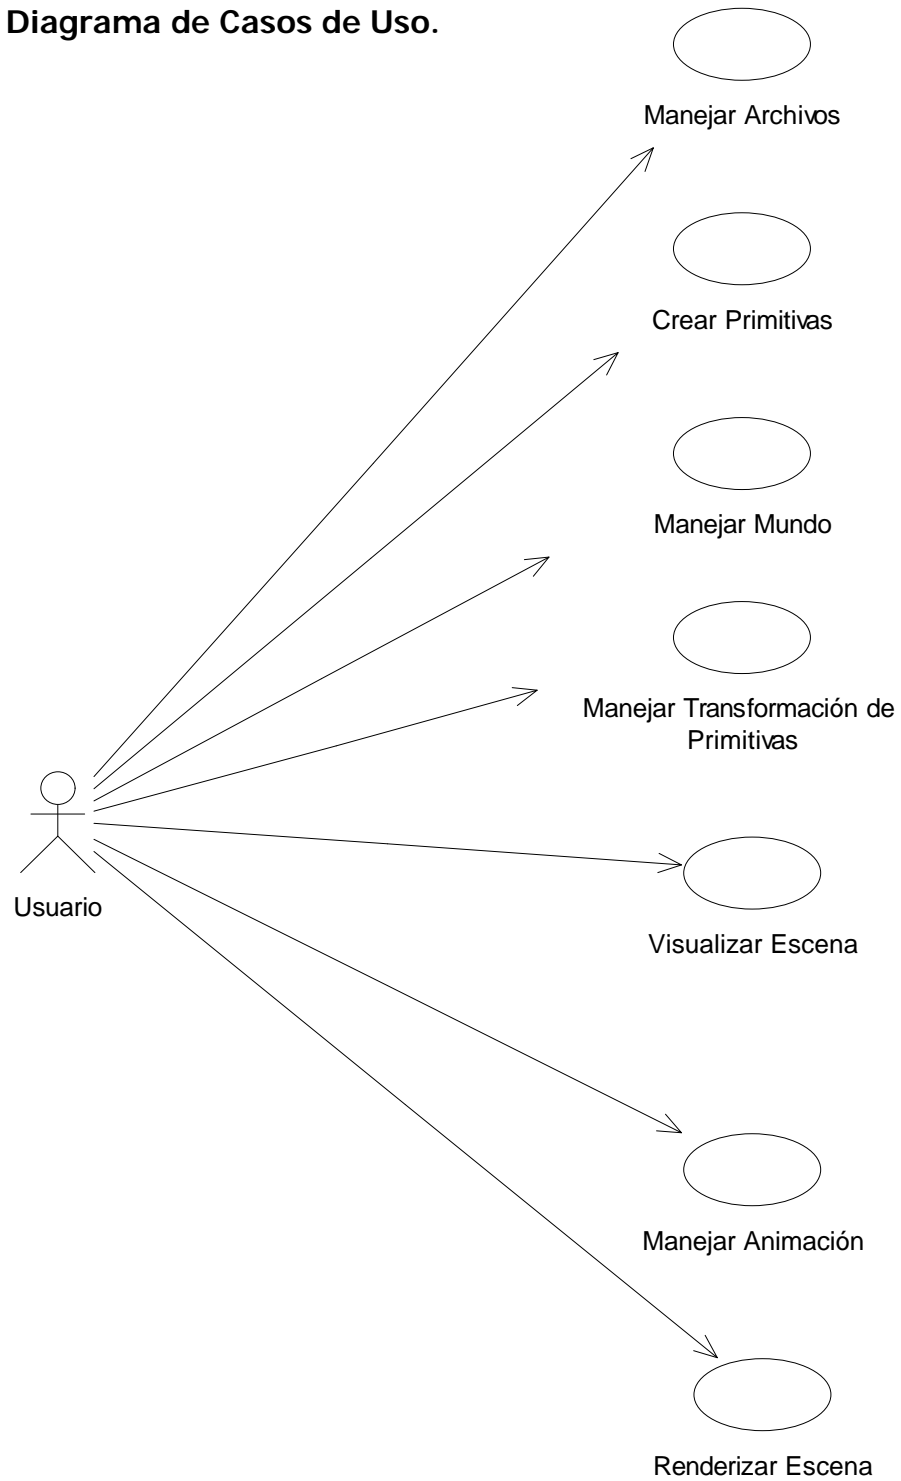 Diagrama de Casos de Uso.
Manejar Archivos
Crear Primitivas
Manejar Mundo
Manejar Transformación de
Primitivas
Usuario
Visualizar Escena
Manejar Animación
Renderizar Escena